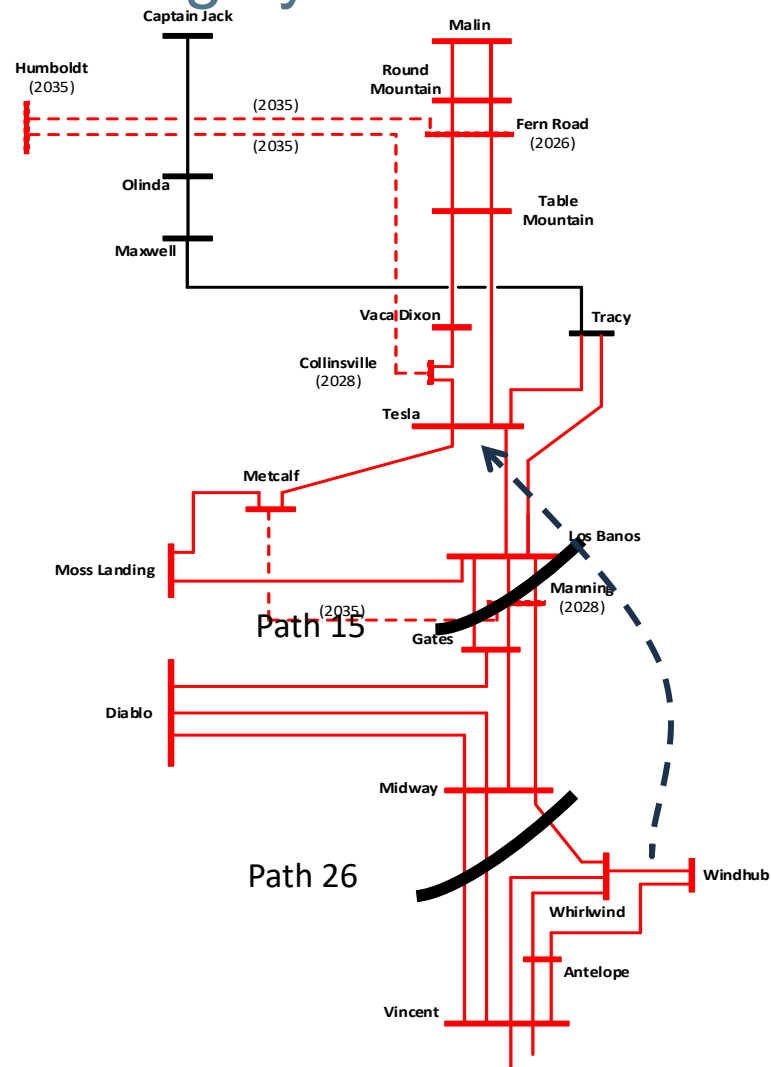 Captain Jack
Malin
Humboldt
(2035)
Round
Mountain
(2035)
Fern Road
(2026)
(2035)
Olinda
Table
Mountain
Maxwell
Vaca Dixon
Tracy
Collinsville
(2028)
Tesla
Metcalf
Los Banos
Moss Landing
Manning
(2028)
(2035)
Path 15
Gates
Diablo
Midway
Path 26
Windhub
Whirlwind
Antelope
Vincent